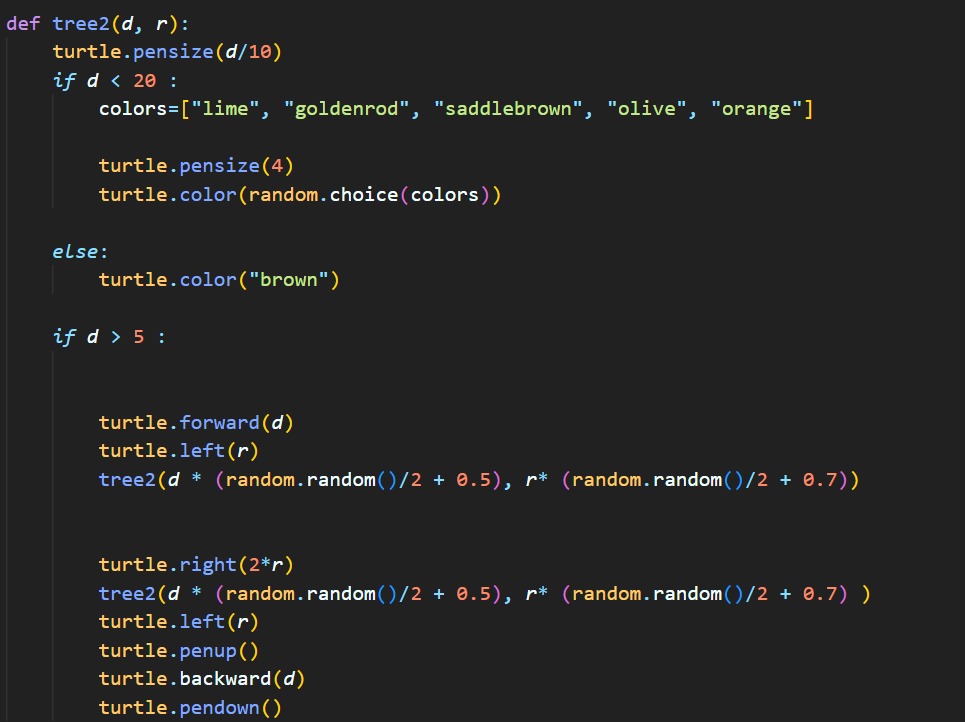 def tree2(d, r):
    turtle.pensize(d/10)
    if d < 20 :
        colors=["lime", "goldenrod", "saddlebrown", "olive", "orange"]

        turtle.pensize(4)
        turtle.color(random.choice(colors))

    else:
        turtle.color("brown")

    if d > 5 :


        turtle.forward(d)
        turtle.left(r)
        tree2(d * (random.random()/2 + 0.5), r* (random.random()/2 + 0.7))


        turtle.right(2*r)
        tree2(d * (random.random()/2 + 0.5), r* (random.random()/2 + 0.7) )
        turtle.left(r)
        turtle.penup()
        turtle.backward(d)
        turtle.pendown()